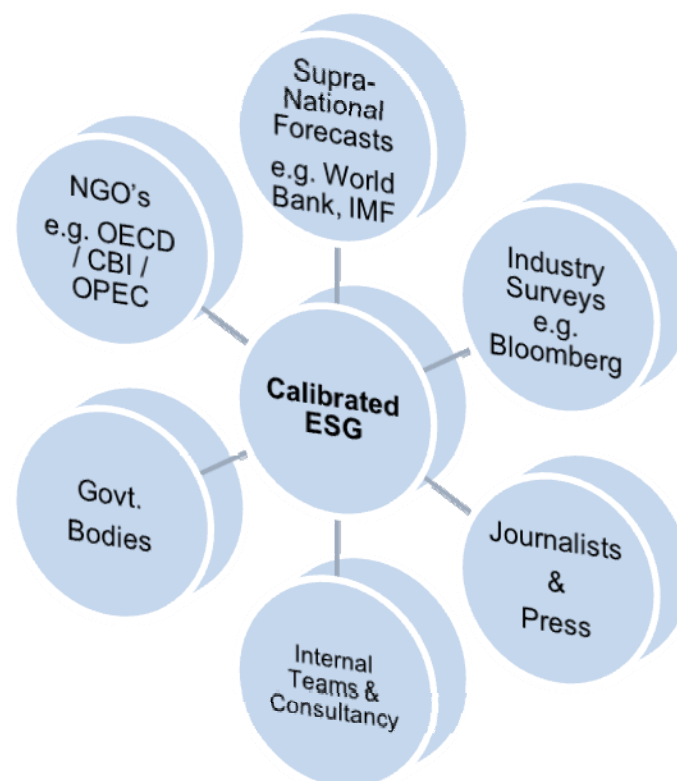 Supra-
National
Forecasts
e.g. World
Bank, IMF
Industry
Surveys
e.g.
Bloomberg
Journalists
&
Press
Internal
Teams &
Consultancy
Govt.
Bodies
NGO's
e.g. OECD
/ CBI /
OPEC
Calibrated
ESG